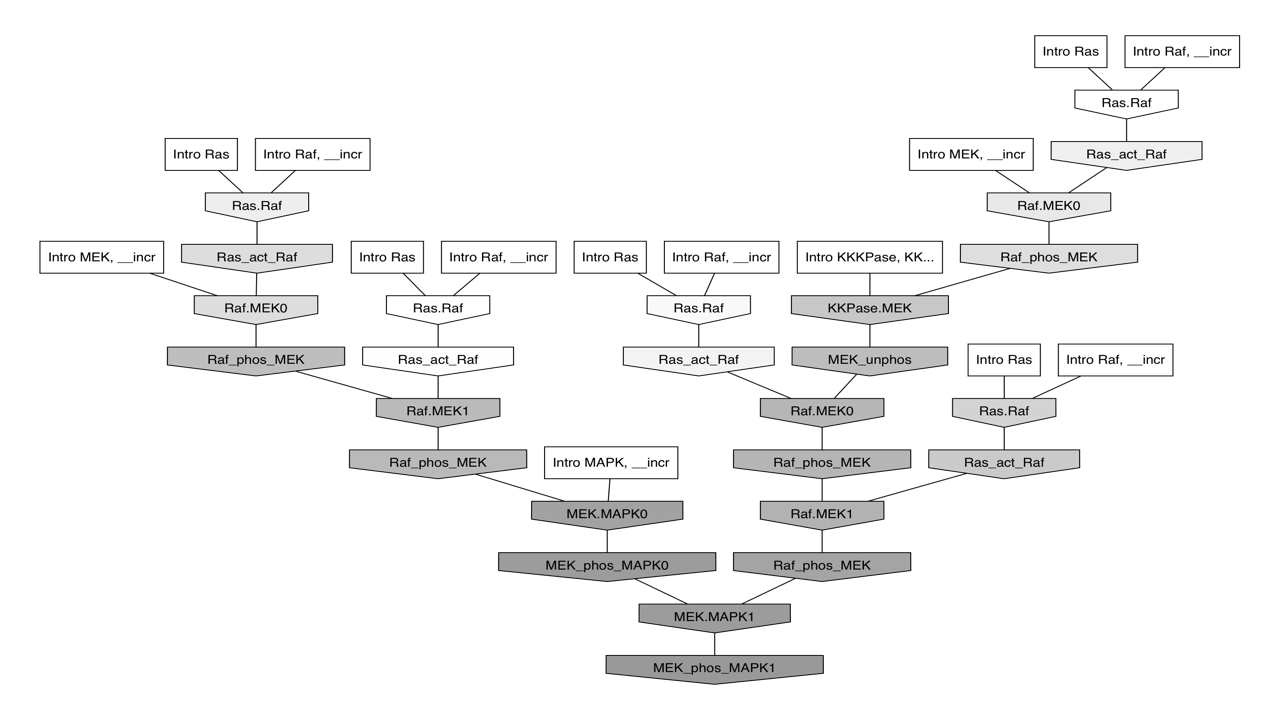 Intro Ras
Intro Raf, __incr
Ras.Raf
Intro Ras
Intro Raf, __incr
Intro MEK, __incr
Ras_act_Raf
Ras.Raf
Raf.MEK0
Intro MEK, __incr
Ras_act_Raf
Intro Ras
Intro Raf, __incr
Intro Ras
Intro Raf, __incr
Intro KKKPase, KK...
Raf_phos_MEK
Raf.MEK0
Ras.Raf
Ras.Raf
KKPase.MEK
Raf_phos_MEK
Ras_act_Raf
Ras_act_Raf
MEK_unphos
Intro Ras
Intro Raf, __incr
Raf.MEK1
Raf.MEK0
Ras.Raf
Raf_phos_MEK
Intro MAPK, __incr
Raf_phos_MEK
Ras_act_Raf
MEK.MAPK0
Raf.MEK1
MEK_phos_MAPK0
Raf_phos_MEK
MEK.MAPK1
MEK_phos_MAPK1